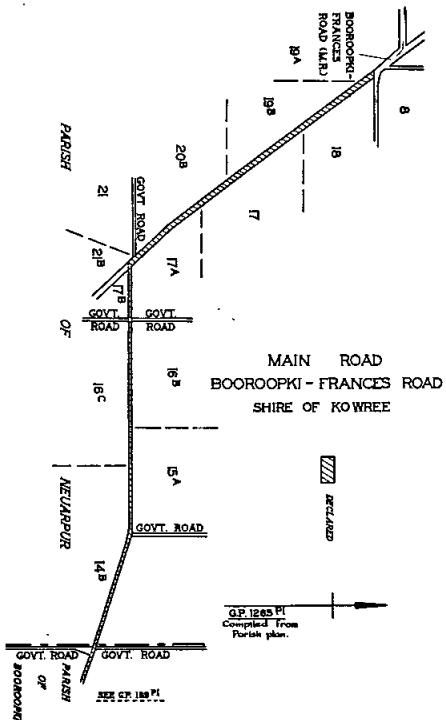 BOOROOPKI-
FRANCES
ROAD (M.R.)
8
19A
19B
18
20B
17
PARISH
21
GOVT ROAD
21B
17A
17B
GOVT. GOVT.
ROAD ROAD
OF
16B
16C
MAIN ROAD
BOOROOPKI - FRANCES ROAD
SHIRE OF KOWREE
15A
DECLARED
NEUARPUR
GOVT. ROAD
14B
G.P. 1265 P1
Compiled from
Parish plan.
GOVT. ROAD GOVT. ROAD
PARISH
OF
BOOROOPKI
SEE G.P.